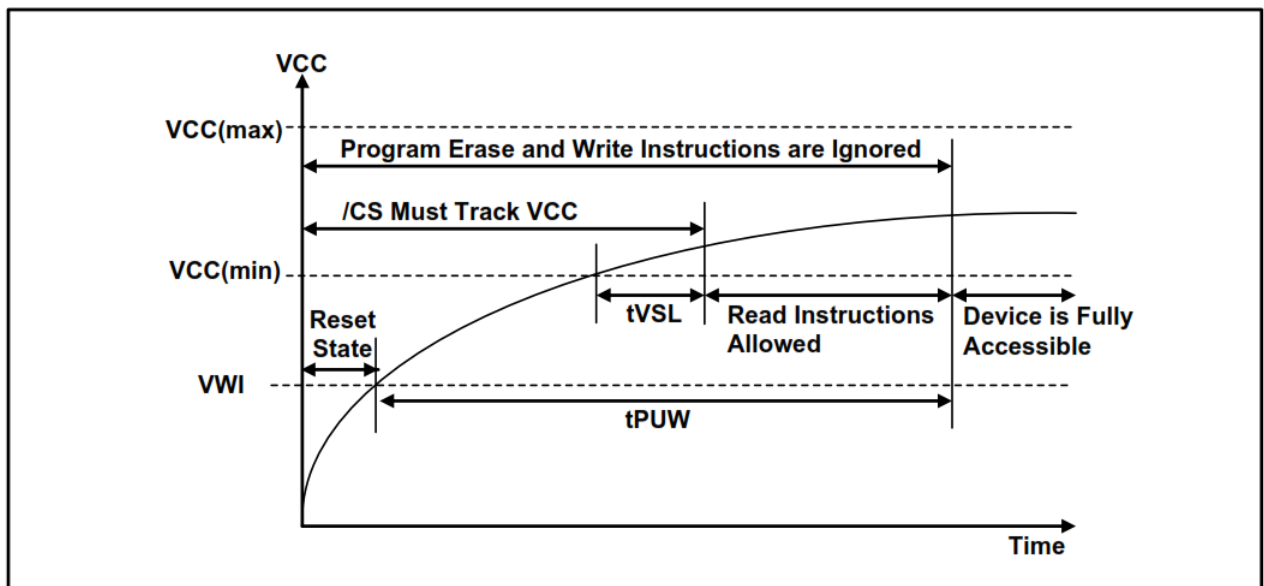 VCC
VCC(max)
Program Erase and Write Instructions are Ignored
/CS Must Track VCC
VCC(min)
tVSL
Read Instructions
Allowed
Device is Fully
Accessible
Reset
State
VWI
tPUW
Time